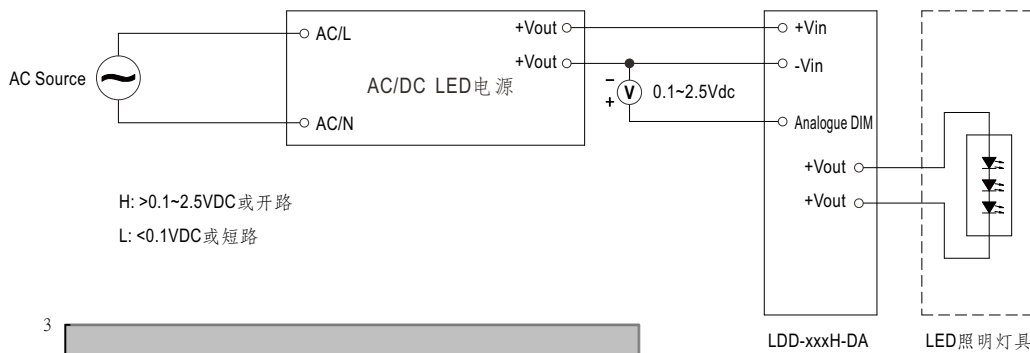 AC Source
AC/L
AC/N
AC/DC LED电源
+Vout
+Vout
+Vin
-Vin
− V +
0.1~2.5Vdc
Analogue DIM
+Vout
+Vout
H: >0.1~2.5VDC或开路
L: <0.1VDC或短路
3
LDD-xxxH-DA
LED照明灯具